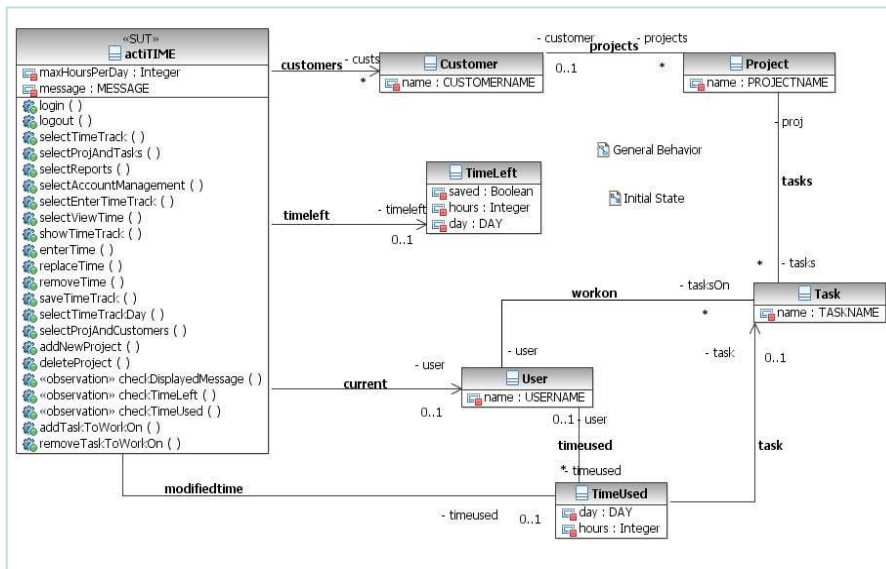 «SUT»
actiTIME
maxHoursPerDay : Integer
message : MESSAGE
login ( )
logout ( )
selectTimeTrack ( )
selectProjAndTasks ( )
selectReports ( )
selectAccountManagement ( )
selectEnterTimeTrack ( )
selectViewTime ( )
showTimeTrack ( )
enterTime ( )
replaceTime ( )
removeTime ( )
saveTimeTrack ( )
selectTimeTrackDay ( )
selectProjAndCustomers ( )
addNewProject ( )
deleteProject ( )
«observation» checkDisplayedMessage ( )
«observation» checkTimeLeft ( )
«observation» checkTimeUsed ( )
addTaskToWorkOn ( )
removeTaskToWorkOn ( )
customers
- custs
*
Customer
name : CUSTOMERNAME
- customer
0..1
projects
- projects
*
Project
name : PROJECTNAME
- proj
tasks
* - tasks
General Behavior
Initial State
TimeLeft
saved : Boolean
hours : Integer
day : DAY
timeleft
- timeleft
0..1
workon
- tasksOn
*
- user
Task
name : TASKNAME
- task
0..1
current
- user
0..1
User
name : USERNAME
0..1 - user
timeused
*- timeused
task
modifiedtime
- timeused
0..1
TimeUsed
day : DAY
hours : Integer